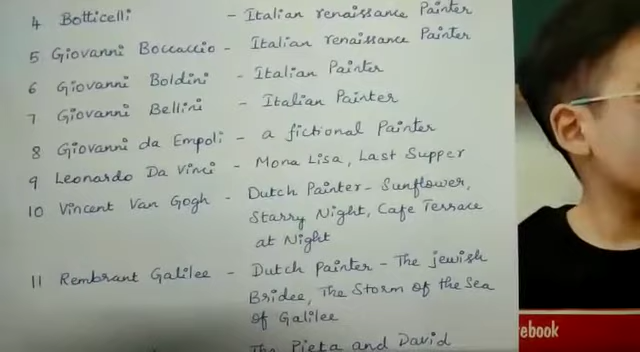 4 Botticelli - Italian renaissance Painter
5 Giovanni Boccaccio - Italian renaissance Painter
6 Giovanni Boldini - Italian Painter
7 Giovanni Bellini - Italian Painter
8 Giovanni da Empoli - a fictional Painter
9 Leonardo Da Vinci - Mona Lisa, Last Supper
10 Vincent Van Gogh - Dutch Painter - Sunflower,
Starry Night, Cafe Terrace
at Night
11 Rembrant Galilee - Dutch painter - The jewish
Bridee, The Storm of the Sea
of Galilee
The Pieta and David
ebook